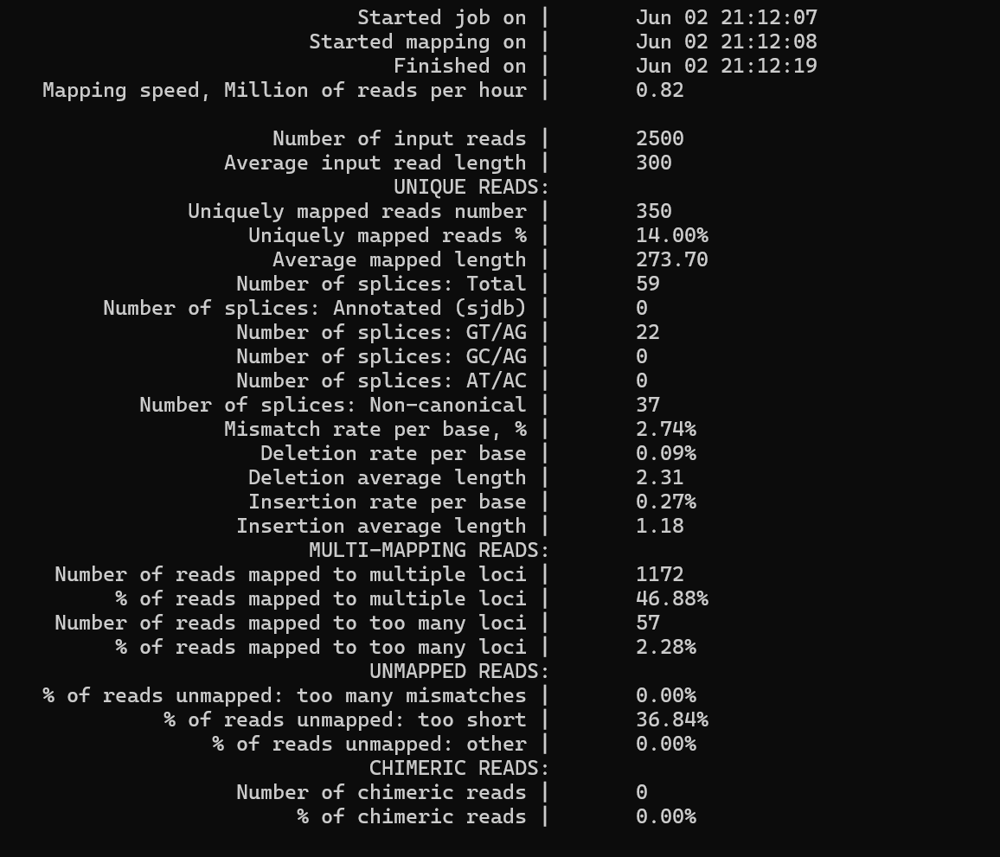 Started job on | Jun 02 21:12:07
Started mapping on | Jun 02 21:12:08
Finished on | Jun 02 21:12:19
Mapping speed, Million of reads per hour | 0.82
Number of input reads | 2500
Average input read length | 300
UNIQUE READS:
Uniquely mapped reads number | 350
Uniquely mapped reads % | 14.00%
Average mapped length | 273.70
Number of splices: Total | 59
Number of splices: Annotated (sjdb) | 0
Number of splices: GT/AG | 22
Number of splices: GC/AG | 0
Number of splices: AT/AC | 0
Number of splices: Non-canonical | 37
Mismatch rate per base, % | 2.74%
Deletion rate per base | 0.09%
Deletion average length | 2.31
Insertion rate per base | 0.27%
Insertion average length | 1.18
MULTI-MAPPING READS:
Number of reads mapped to multiple loci | 1172
% of reads mapped to multiple loci | 46.88%
Number of reads mapped to too many loci | 57
% of reads mapped to too many loci | 2.28%
UNMAPPED READS:
% of reads unmapped: too many mismatches | 0.00%
% of reads unmapped: too short | 36.84%
% of reads unmapped: other | 0.00%
CHIMERIC READS:
Number of chimeric reads | 0
% of chimeric reads | 0.00%